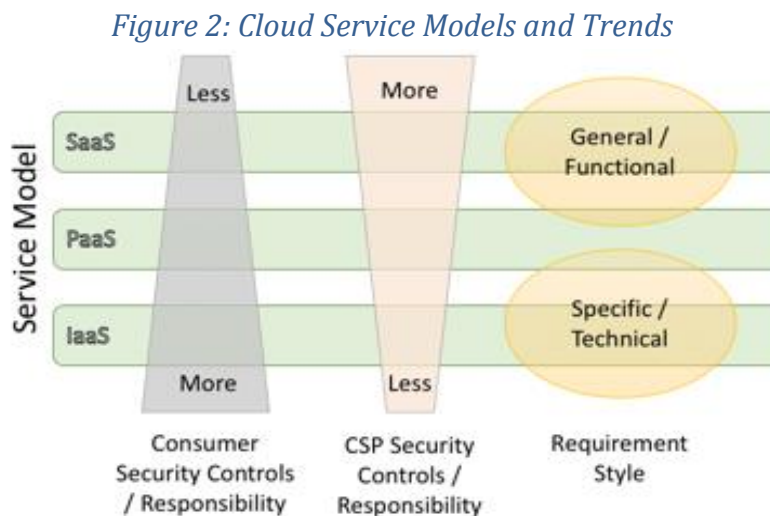 Figure 2: Cloud Service Models and Trends
Service Model
Less
More
SaaS
General /
Functional
PaaS
IaaS
Specific /
Technical
More
Less
Consumer
Security Controls
/ Responsibility
CSP Security
Controls /
Responsibility
Requirement
Style